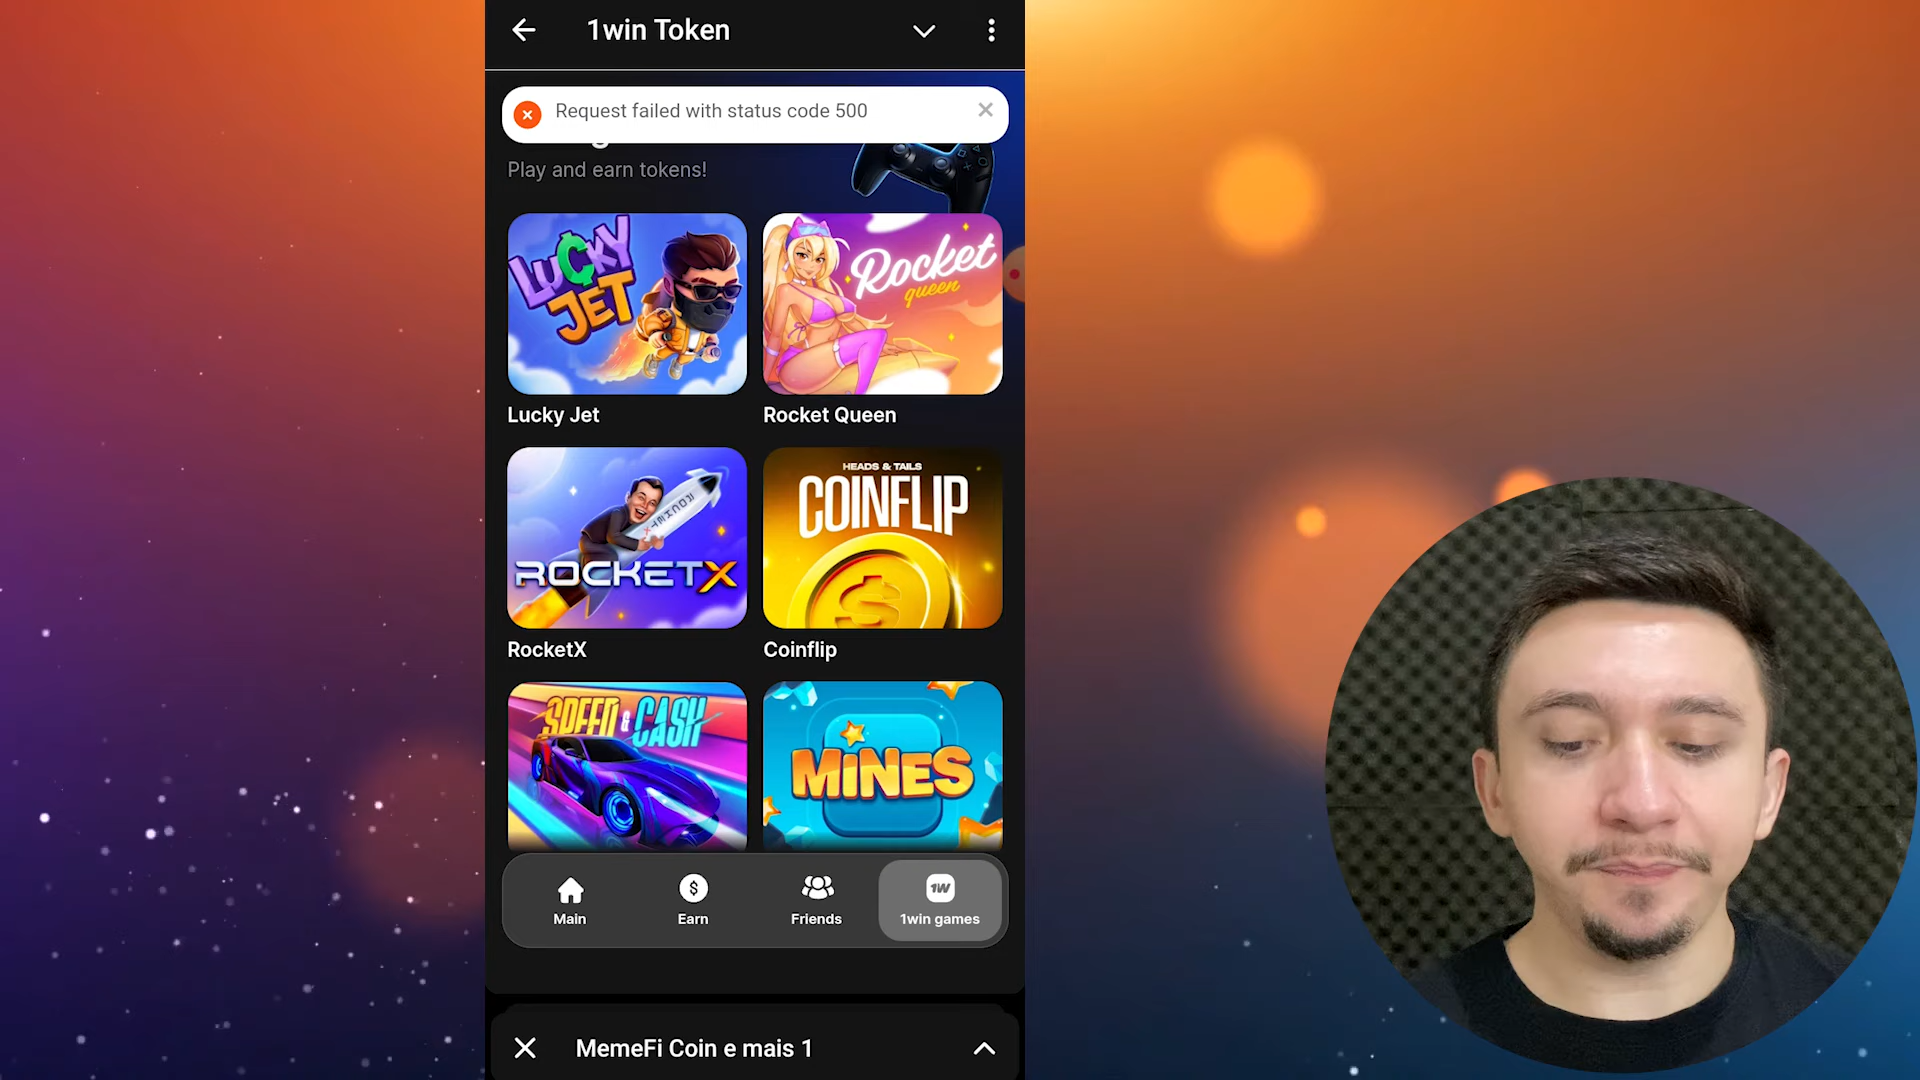 1win Token
Request failed with status code 500
Play and earn tokens!
LUCKY
JET
Rocket
queen
Lucky Jet
Rocket Queen
ROCKET X
ROCKETX
HEADS & TAILS
COINFLIP
RocketX
Coinflip
SPEED & CASH
MINES
1W
Main
Earn
Friends
1win games
MemeFi Coin e mais 1